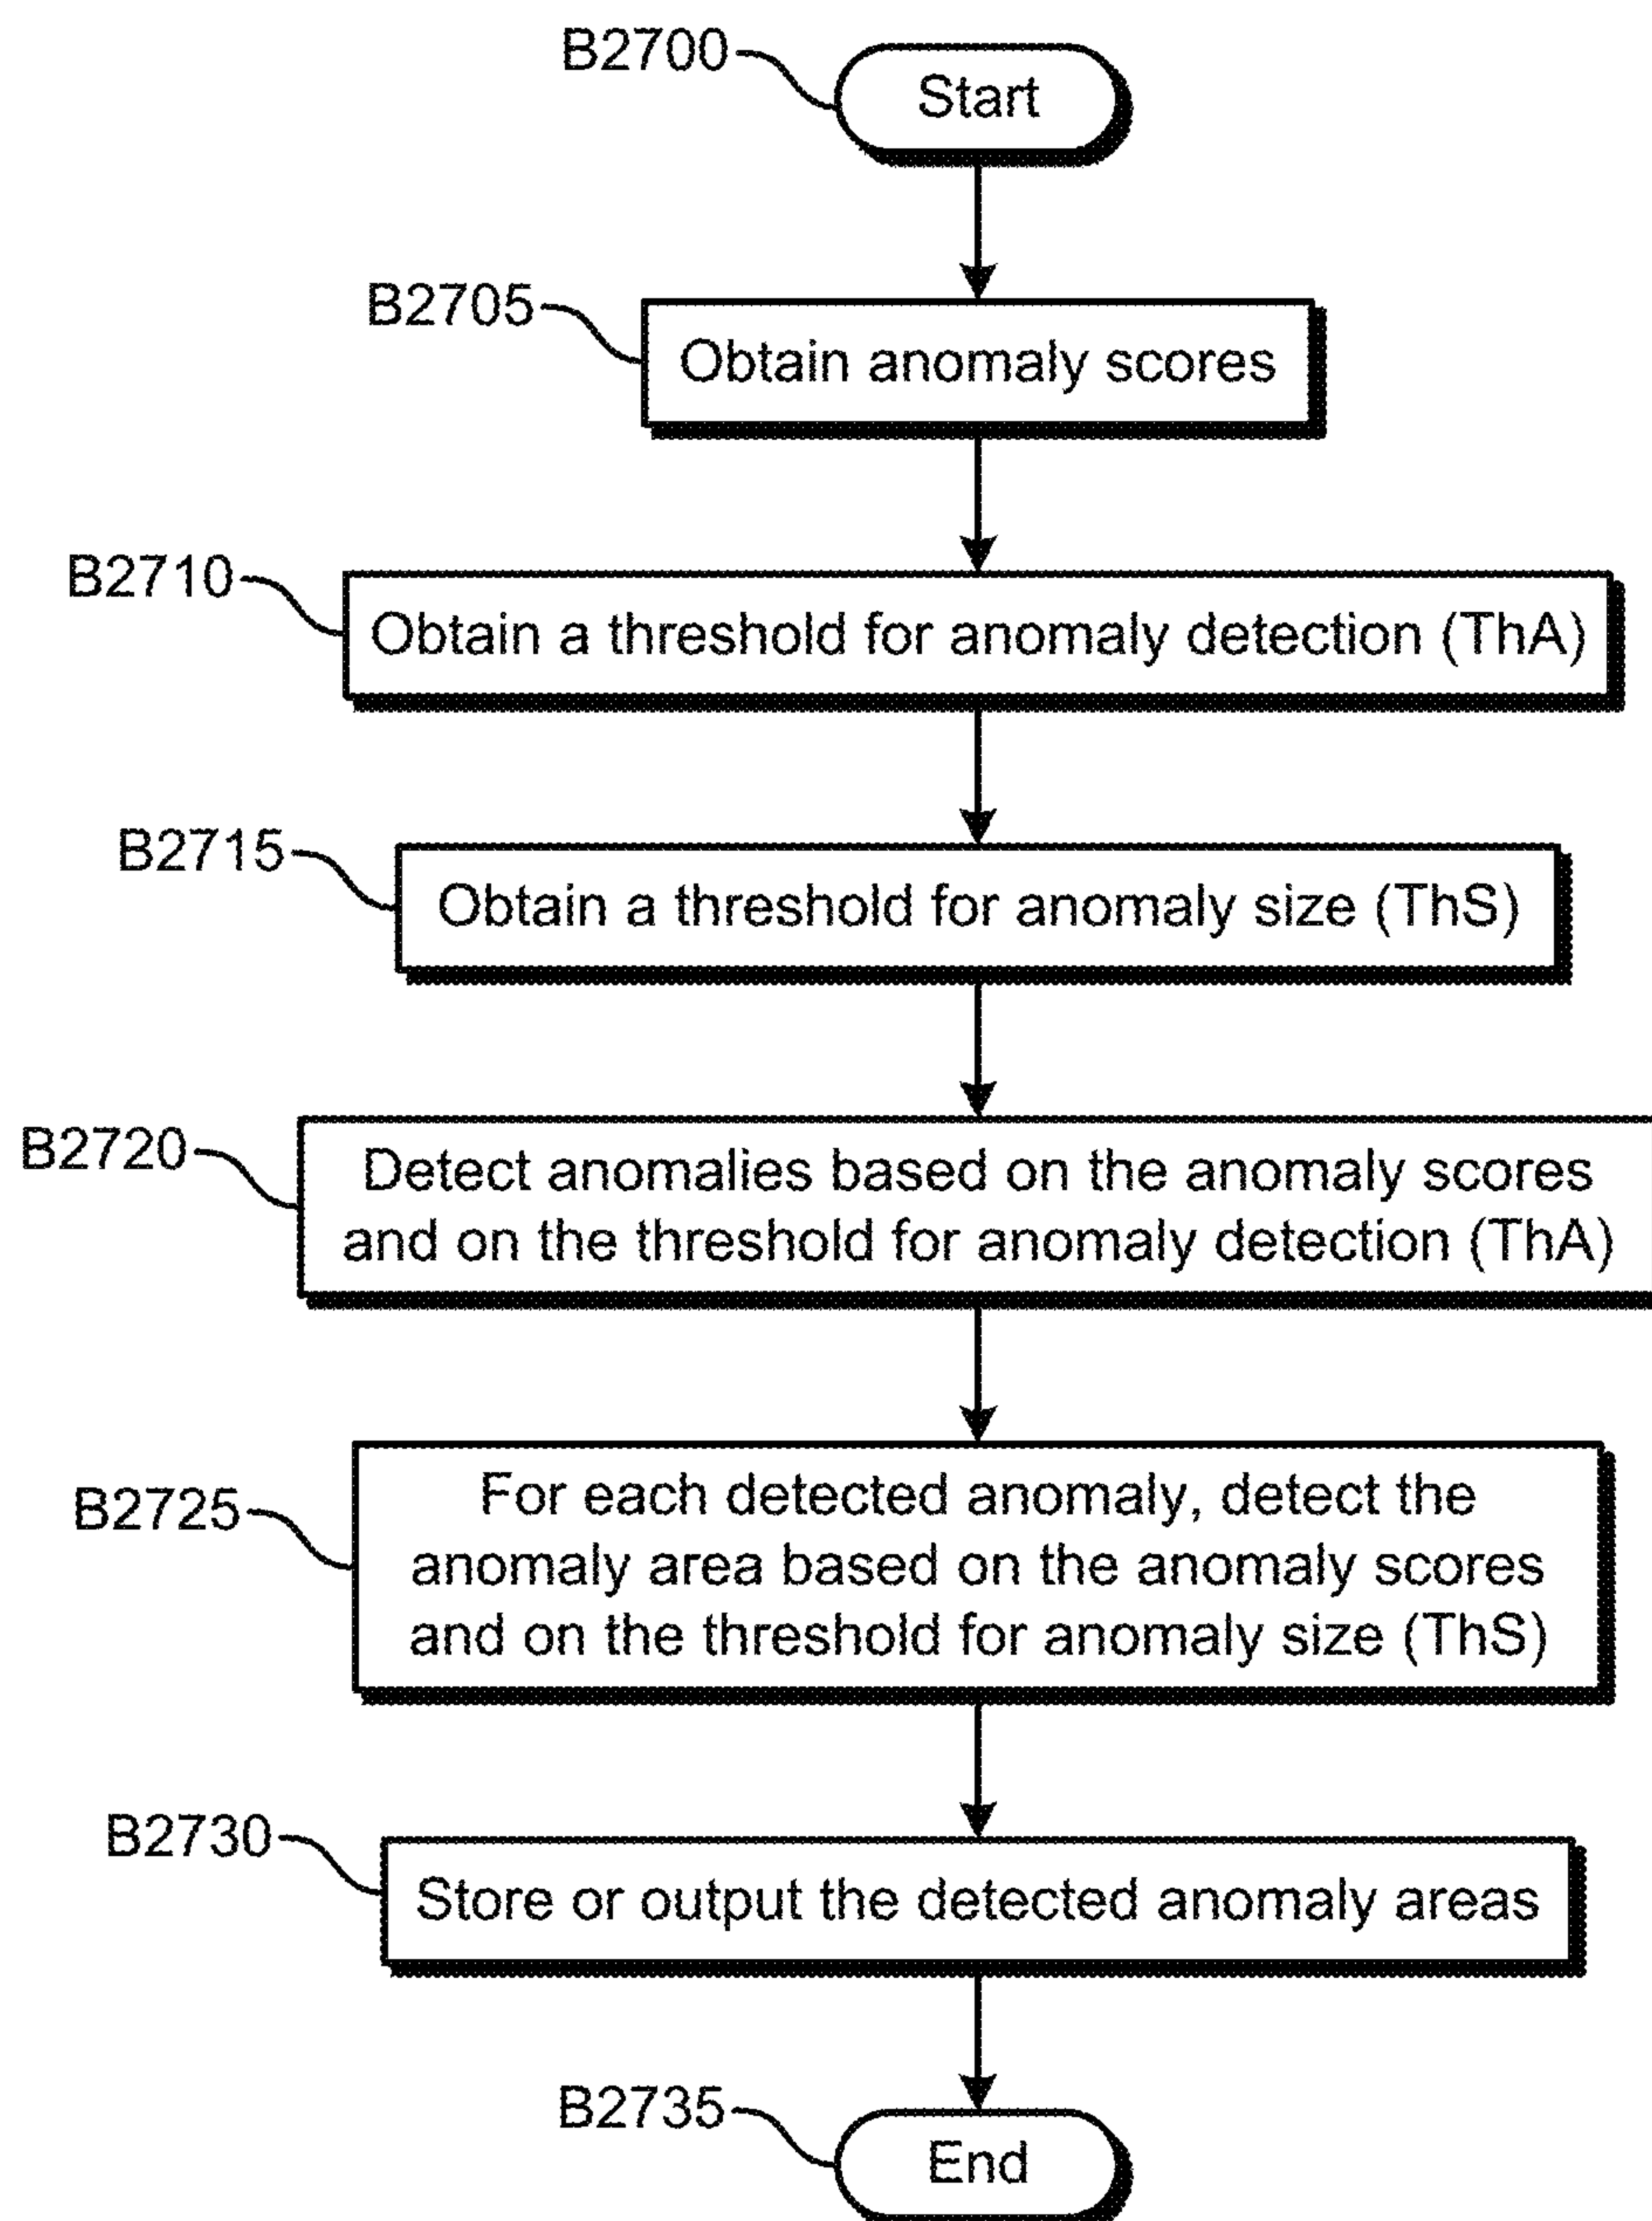 B2700
Start
B2705
Obtain anomaly scores
B2710
Obtain a threshold for anomaly detection (ThA)
B2715
Obtain a threshold for anomaly size (ThS)
B2720
Detect anomalies based on the anomaly scores
and on the threshold for anomaly detection (ThA)
B2725
For each detected anomaly, detect the
anomaly area based on the anomaly scores
and on the threshold for anomaly size (ThS)
B2730
Store or output the detected anomaly areas
B2735
End